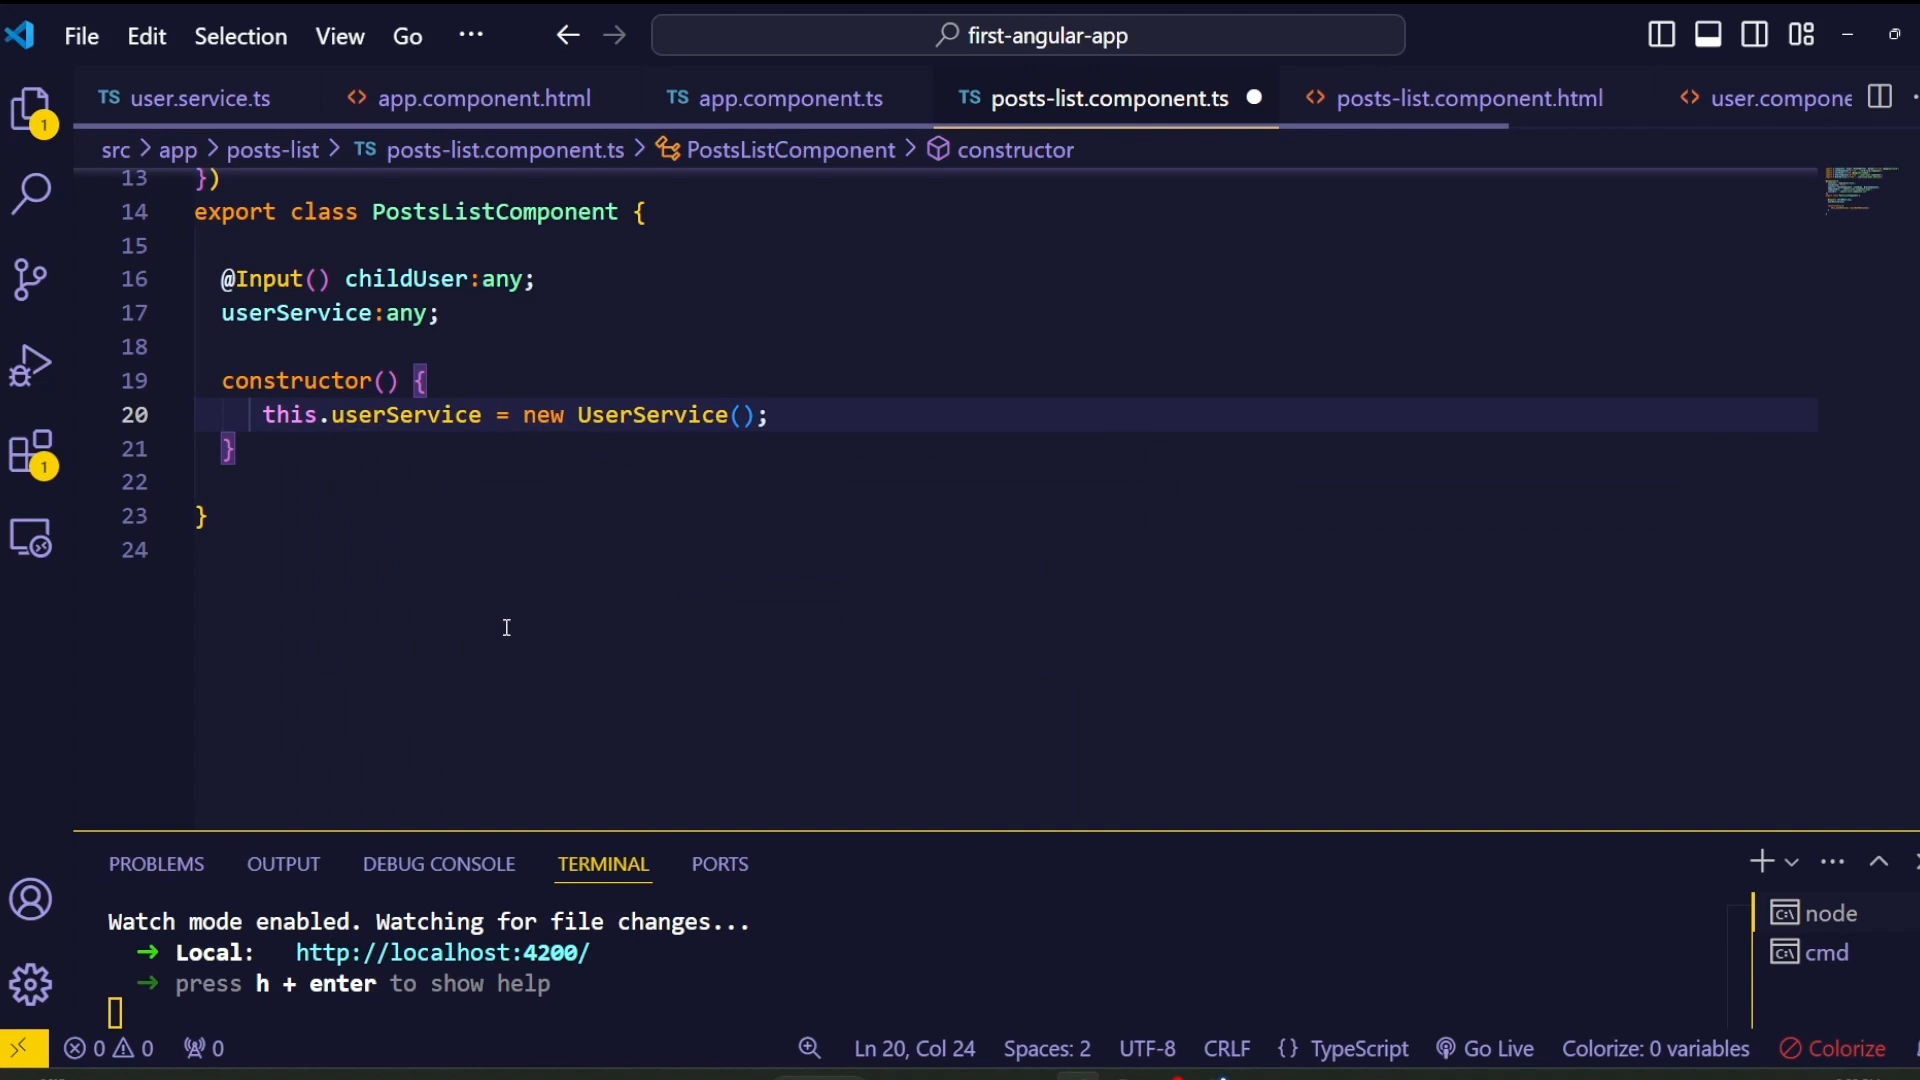 File Edit Selection View Go ··· first-angular-app
TS user.service.ts <> app.component.html TS app.component.ts TS posts-list.component.ts <> posts-list.component.html <> user.compone
src > app > posts-list > TS posts-list.component.ts > PostsListComponent > constructor
13 })
14 export class PostsListComponent {
15
16 @Input() childUser:any;
17 userService:any;
18
19 constructor() {
20 this.userService = new UserService();
21 }
22
23 }
24
PROBLEMS OUTPUT DEBUG CONSOLE TERMINAL PORTS
Watch mode enabled. Watching for file changes...
➜ Local: http://localhost:4200/
➜ press h + enter to show help
node
cmd
1
1
0 0 0 Ln 20, Col 24 Spaces: 2 UTF-8 CRLF {} TypeScript Go Live Colorize: 0 variables Colorize